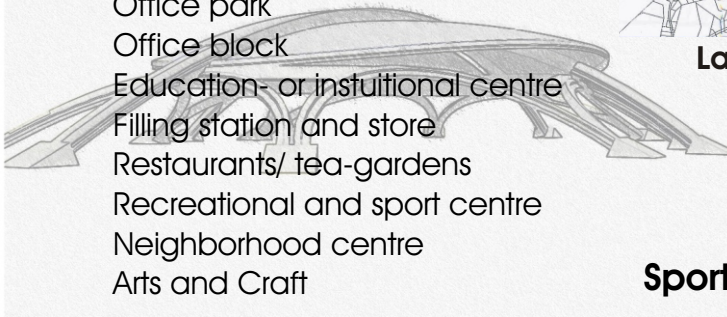 Office park
Office block
La
Education- or instuitional centre
Filling station and store
Restaurants/ tea-gardens
Recreational and sport centre
Neighborhood centre
Sport
Arts and Craft